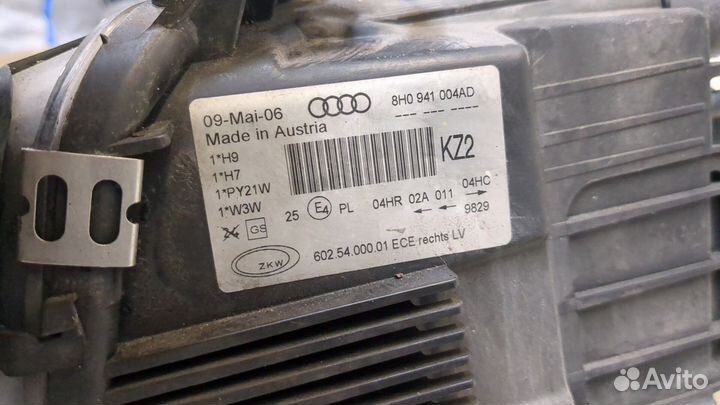 09-Mai-06 8H0 941 004AD
Made in Austria
1*H9
1*H7
1*PY21W
1*W3W
KZ2
25 E4 PL 04HR 02A 011 04HC
GS 9829
ZKW 602.54.000.01 ECE rechts LV
Avito